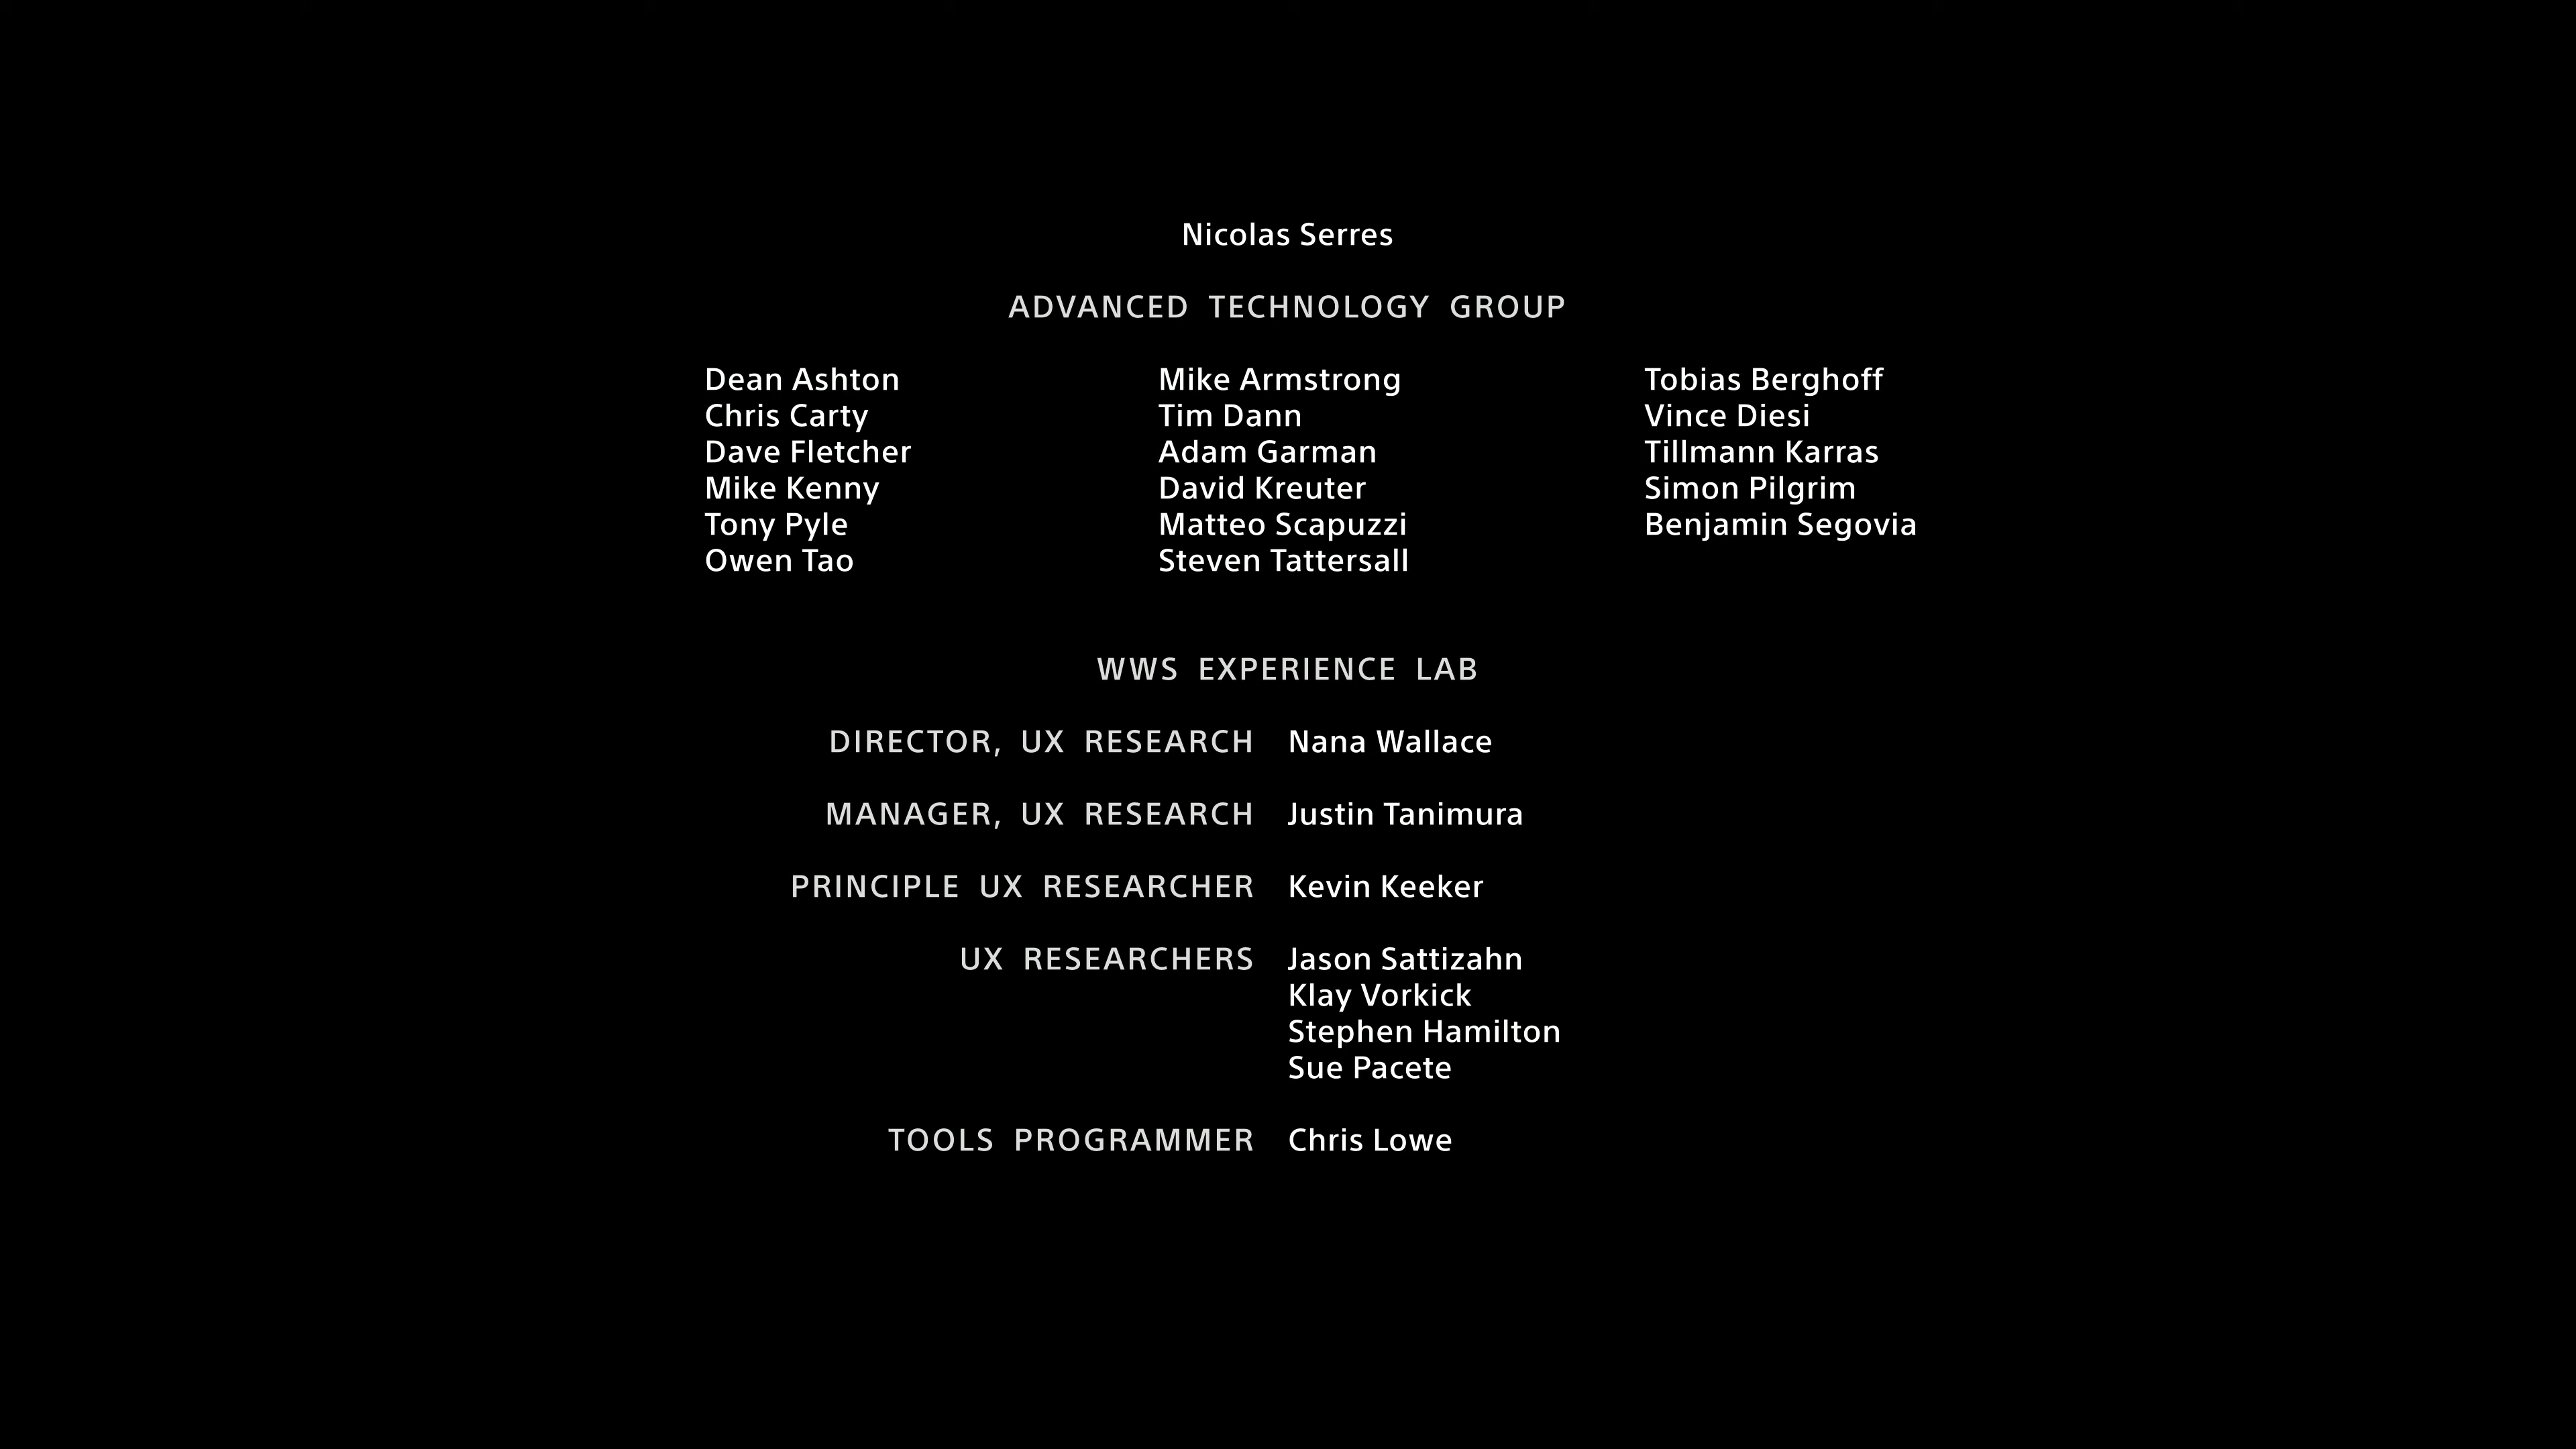 Nicolas Serres
ADVANCED TECHNOLOGY GROUP
Dean Ashton Mike Armstrong Tobias Berghoff
Chris Carty Tim Dann Vince Diesi
Dave Fletcher Adam Garman Tillmann Karras
Mike Kenny David Kreuter Simon Pilgrim
Tony Pyle Matteo Scapuzzi Benjamin Segovia
Owen Tao Steven Tattersall
WWS EXPERIENCE LAB
DIRECTOR, UX RESEARCH Nana Wallace
MANAGER, UX RESEARCH Justin Tanimura
PRINCIPLE UX RESEARCHER Kevin Keeker
UX RESEARCHERS Jason Sattizahn
Klay Vorkick
Stephen Hamilton
Sue Pacete
TOOLS PROGRAMMER Chris Lowe